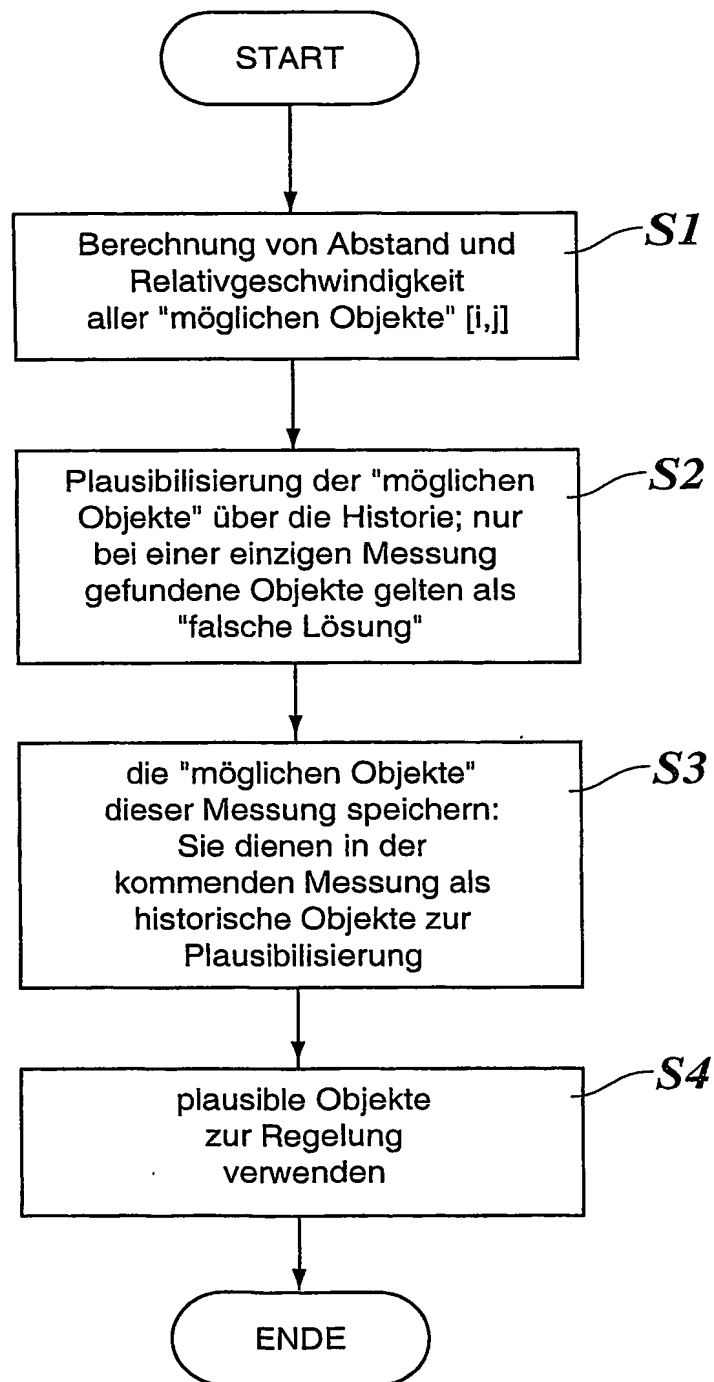 START
S1
Berechnung von Abstand und
Relativgeschwindigkeit
aller "möglichen Objekte" [i,j]
S2
Plausibilisierung der "möglichen
Objekte" über die Historie; nur
bei einer einzigen Messung
gefundene Objekte gelten als
"falsche Lösung"
S3
die "möglichen Objekte"
dieser Messung speichern:
Sie dienen in der
kommenden Messung als
historische Objekte zur
Plausibilisierung
S4
plausible Objekte
zur Regelung
verwenden
ENDE